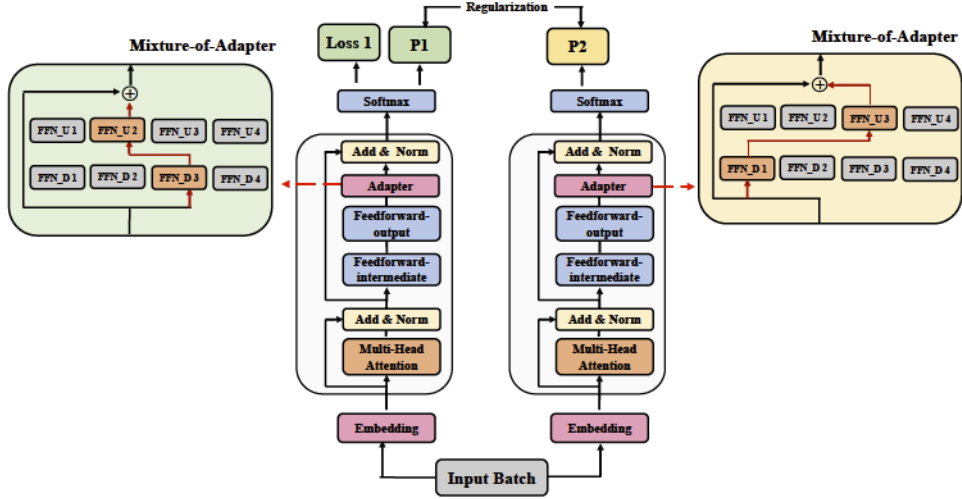 Regularization
Mixture-of-Adapter
Loss 1
P1
P2
Mixture-of-Adapter
FFN_U 1
FFN_U 2
FFN_U 3
FFN_U 4
FFN_D 1
FFN_D 2
FFN_D 3
FFN_D 4
Softmax
Add & Norm
Adapter
Feedforward-
output
Feedforward-
intermediate
Add & Norm
Multi-Head
Attention
Embedding
Softmax
Add & Norm
Adapter
Feedforward-
output
Feedforward-
intermediate
Add & Norm
Multi-Head
Attention
Embedding
FFN_U 1
FFN_U 2
FFN_U 3
FFN_U 4
FFN_D 1
FFN_D 2
FFN_D 3
FFN_D 4
Input Batch